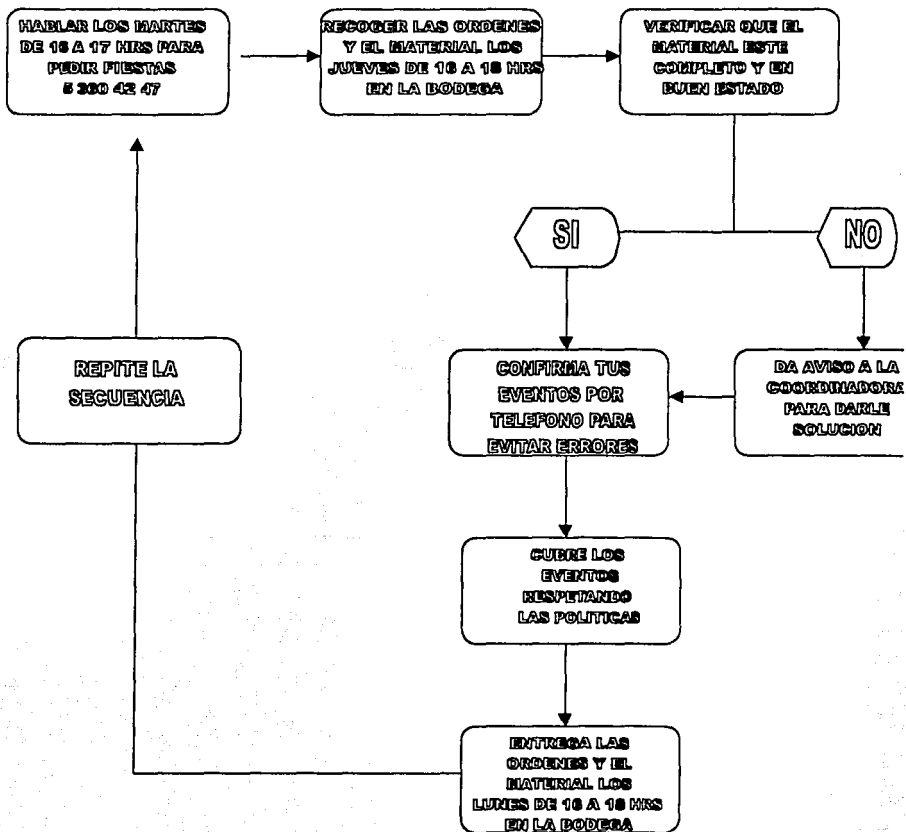 HABLAR LOS MARTES
DE 16 A 17 HRS PARA
PEDIR FIESTAS
5 360 42 47
RECOGER LAS ORDENES
Y EL MATERIAL LOS
JUEVES DE 16 A 18 HRS
EN LA BODEGA
VERIFICAR QUE EL
MATERIAL ESTE
COMPLETO Y EN
BUEN ESTADO
SI
NO
CONFIRMA TUS
EVENTOS POR
TELEFONO PARA
EVITAR ERRORES
DA AVISO A LA
COORDINADORA
PARA DARLE
SOLUCION
CUBRE LOS
EVENTOS
RESPETANDO
LAS POLITICAS
ENTREGA LAS
ORDENES Y EL
MATERIAL LOS
LUNES DE 16 A 18 HRS
EN LA BODEGA
REPITE LA
SECUENCIA